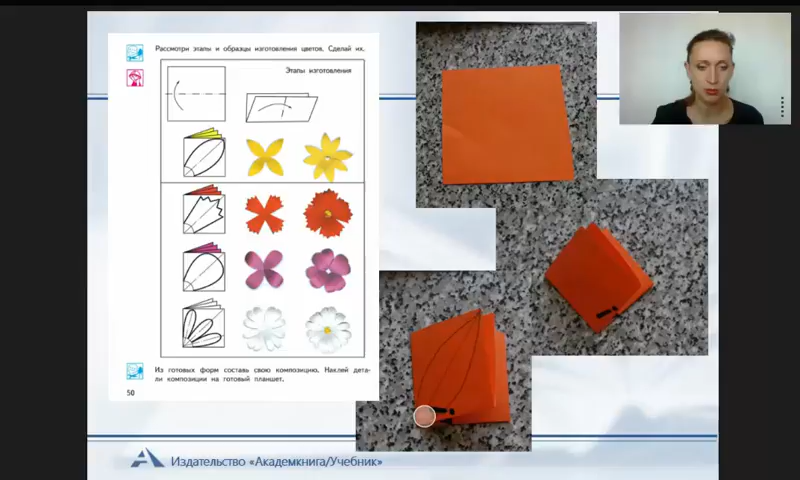 Рассмотри этапы и образцы изготовления цветов. Сделай их.
Этапы изготовления
Из готовых форм составь свою композицию. Наклей дета-
ли композиции на готовый планшет.
50
!!
!!
Издательство «Академкнига/Учебник»